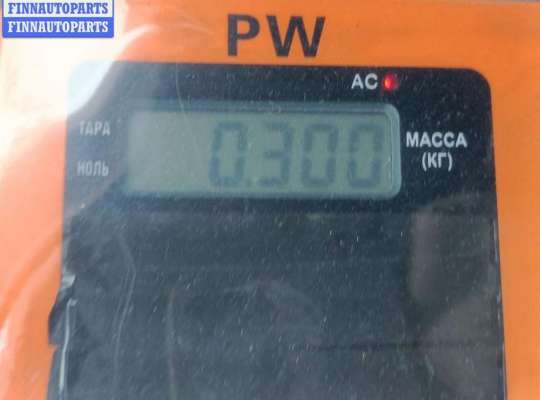 FINNAUTOPARTS
FINNAUTOPARTS
PW
AC
ТАРА
НОЛЬ
0.300
МАССА
(КГ)